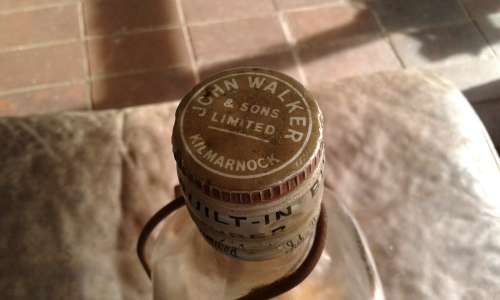 JOHN WALKER
& SONS
LIMITED
KILMARNOCK
UILT-IN